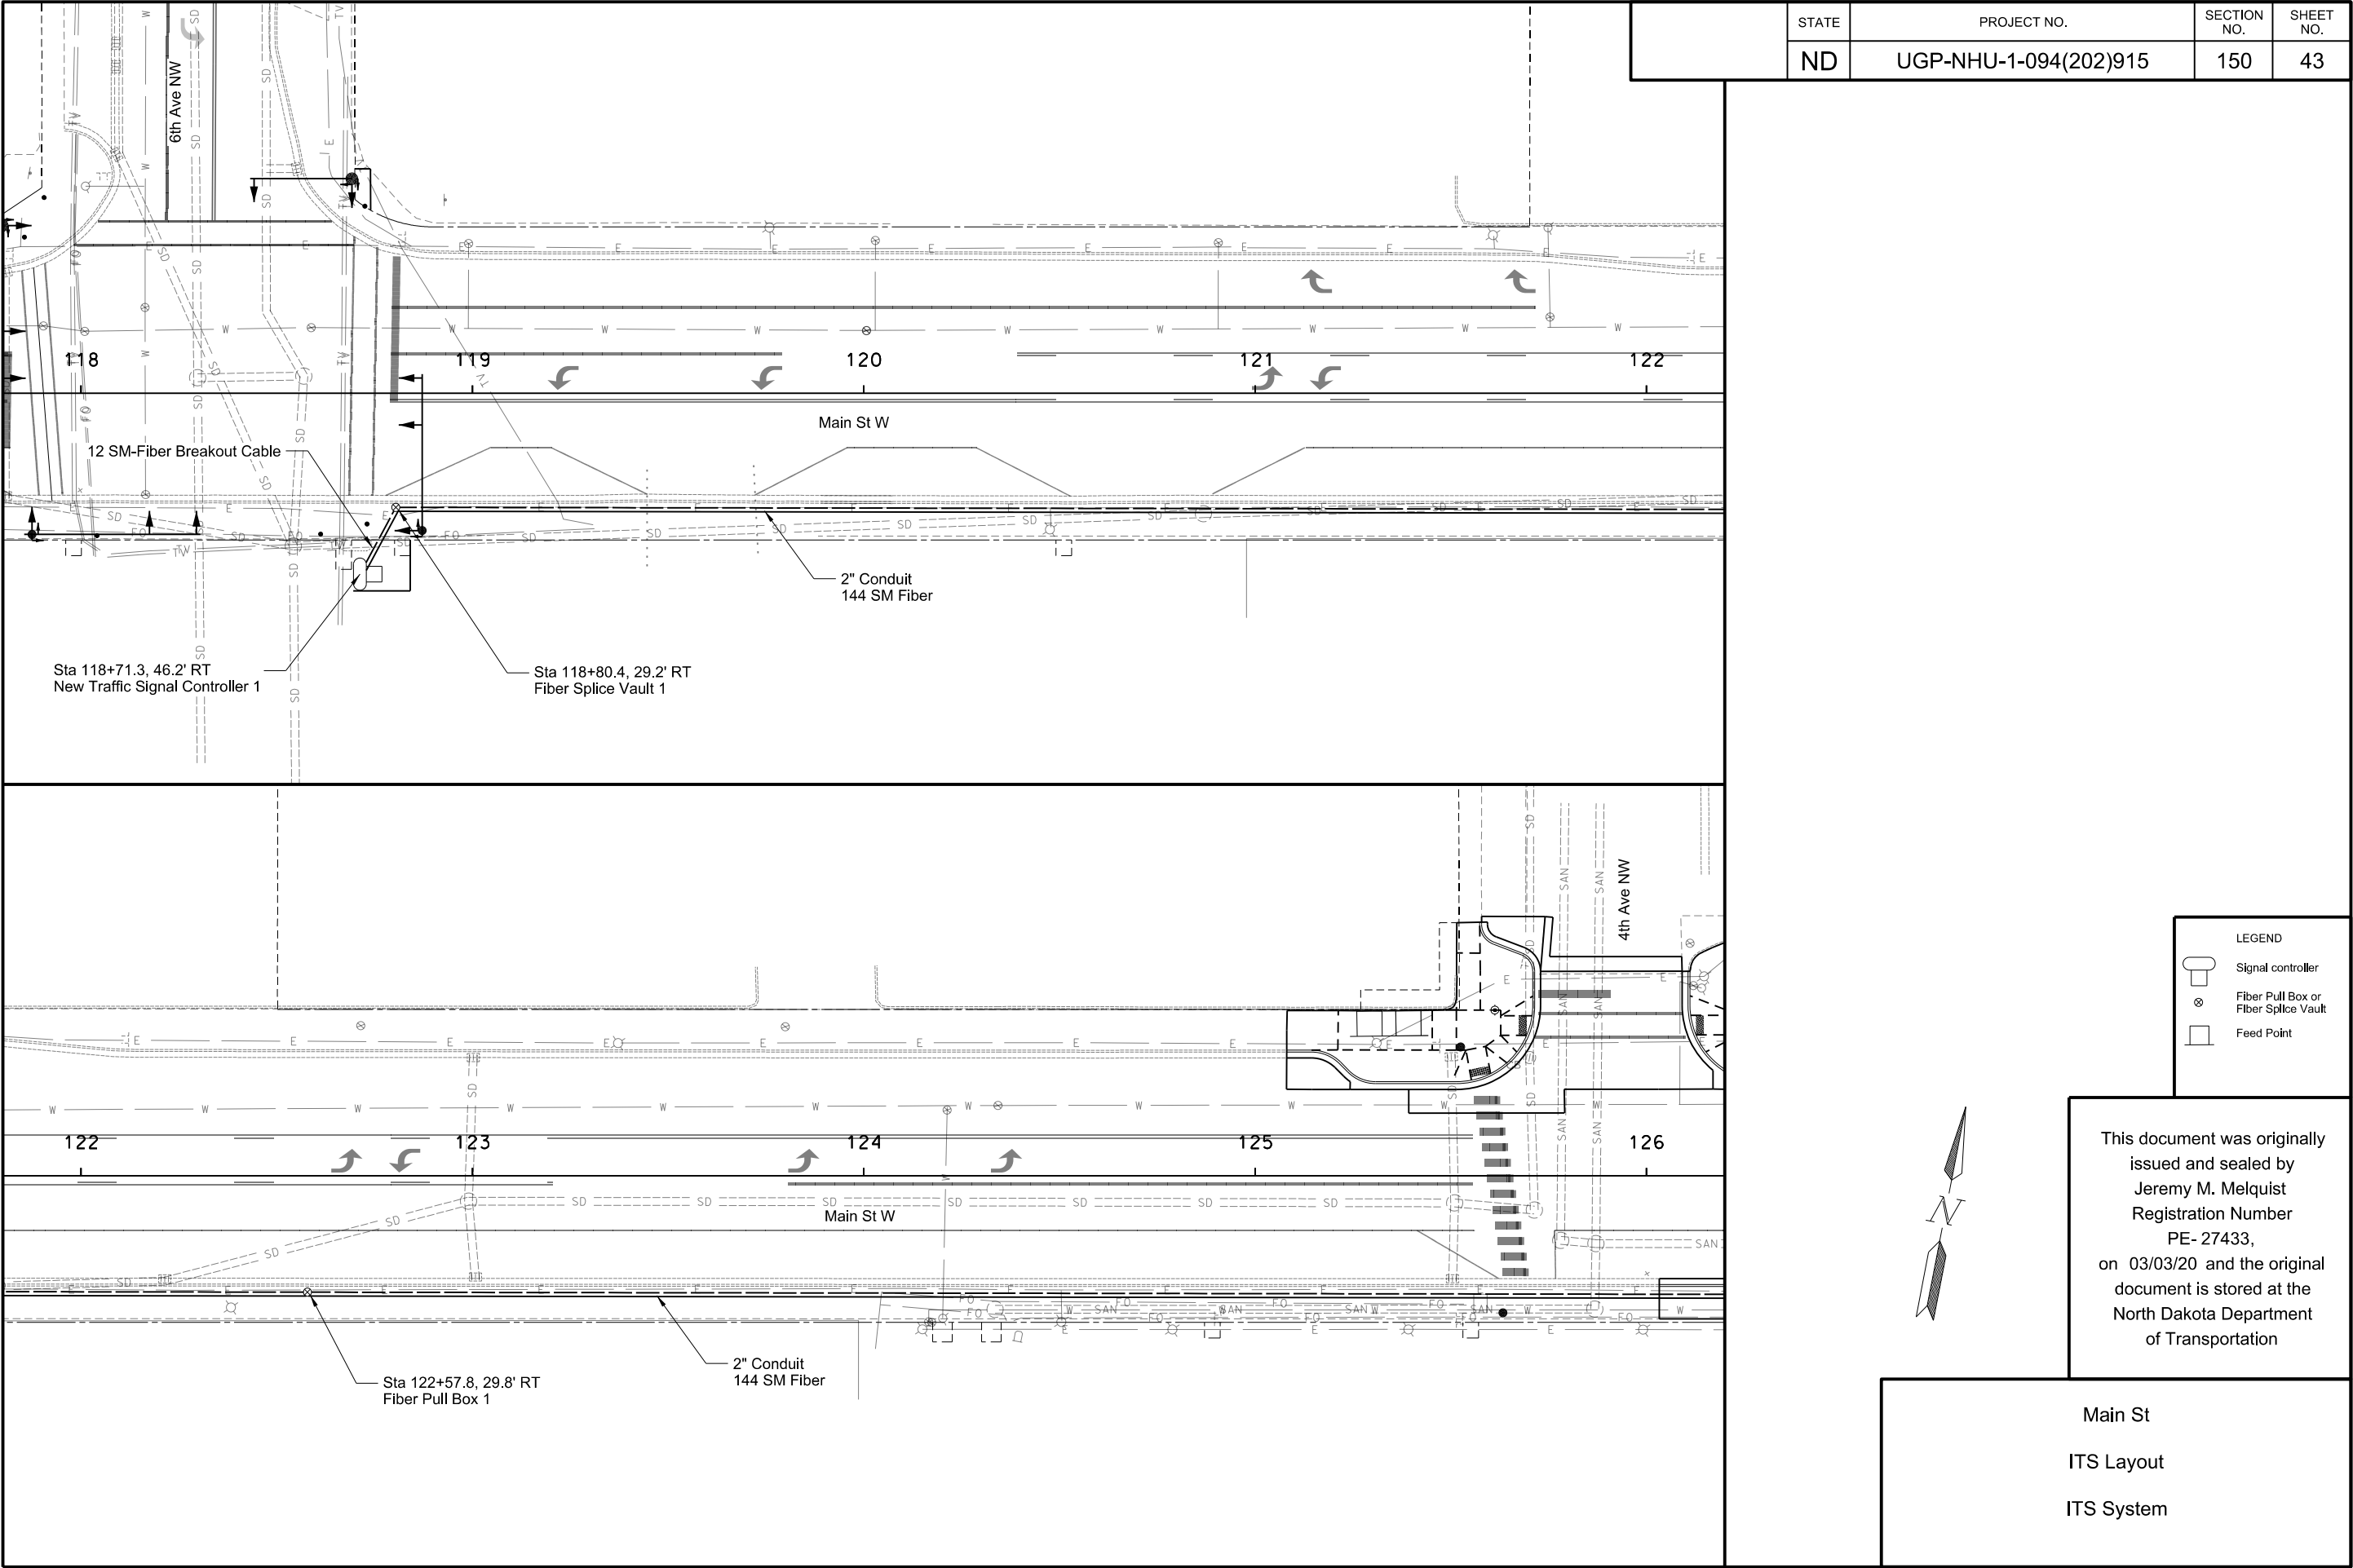 STATE
PROJECT NO.
SECTION NO.
SHEET NO.
ND
UGP-NHU-1-094(202)915
150
43
6th Ave NW
118
119
120
121
122
Main St W
12 SM-Fiber Breakout Cable
2" Conduit
144 SM Fiber
Sta 118+71.3, 46.2' RT
New Traffic Signal Controller 1
Sta 118+80.4, 29.2' RT
Fiber Splice Vault 1
4th Ave NW
122
123
124
125
126
Main St W
2" Conduit
144 SM Fiber
Sta 122+57.8, 29.8' RT
Fiber Pull Box 1
LEGEND
Signal controller
Fiber Pull Box or
Fiber Splice Vault
Feed Point
N
This document was originally
issued and sealed by
Jeremy M. Melquist
Registration Number
PE- 27433,
on 03/03/20 and the original
document is stored at the
North Dakota Department
of Transportation
Main St
ITS Layout
ITS System